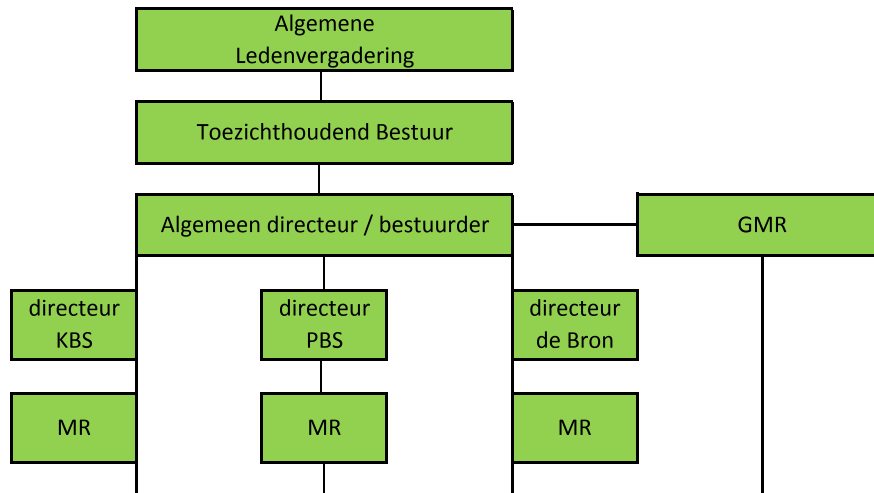 Algemene
Ledenvergadering
Toezichthoudend Bestuur
Algemeen directeur / bestuurder
GMR
directeur
KBS
directeur
PBS
directeur
de Bron
MR
MR
MR